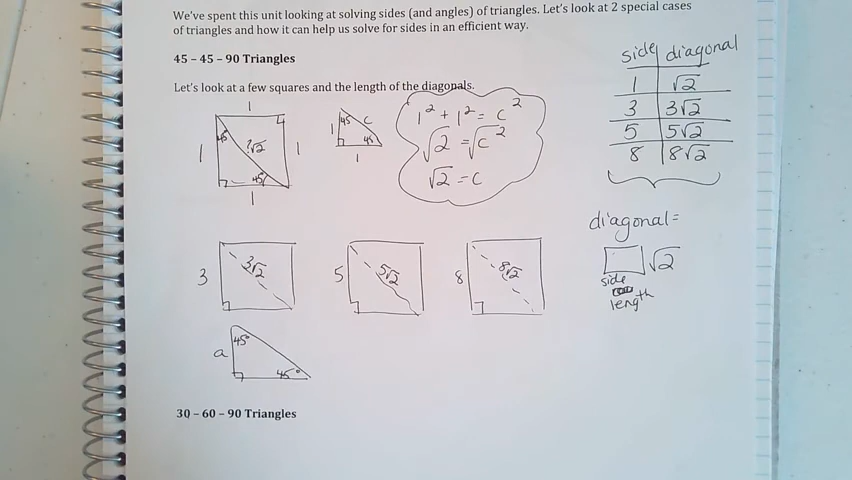 We've spent this unit looking at solving sides (and angles) of triangles. Let's look at 2 special cases
of triangles and how it can help us solve for sides in an efficient way.
45 – 45 – 90 Triangles
Let's look at a few squares and the length of the diagonals.
1
45
?√2
1
1
45
1
45
c
1
45
1
1² + 1² = c²
√2 = √c²
√2 = c
side diagonal
1 √2
3 3√2
5 5√2
8 8√2
diagonal =
√2
side
length
3
3√2
5
5√2
8
8√2
a
45°
45°
30 – 60 – 90 Triangles